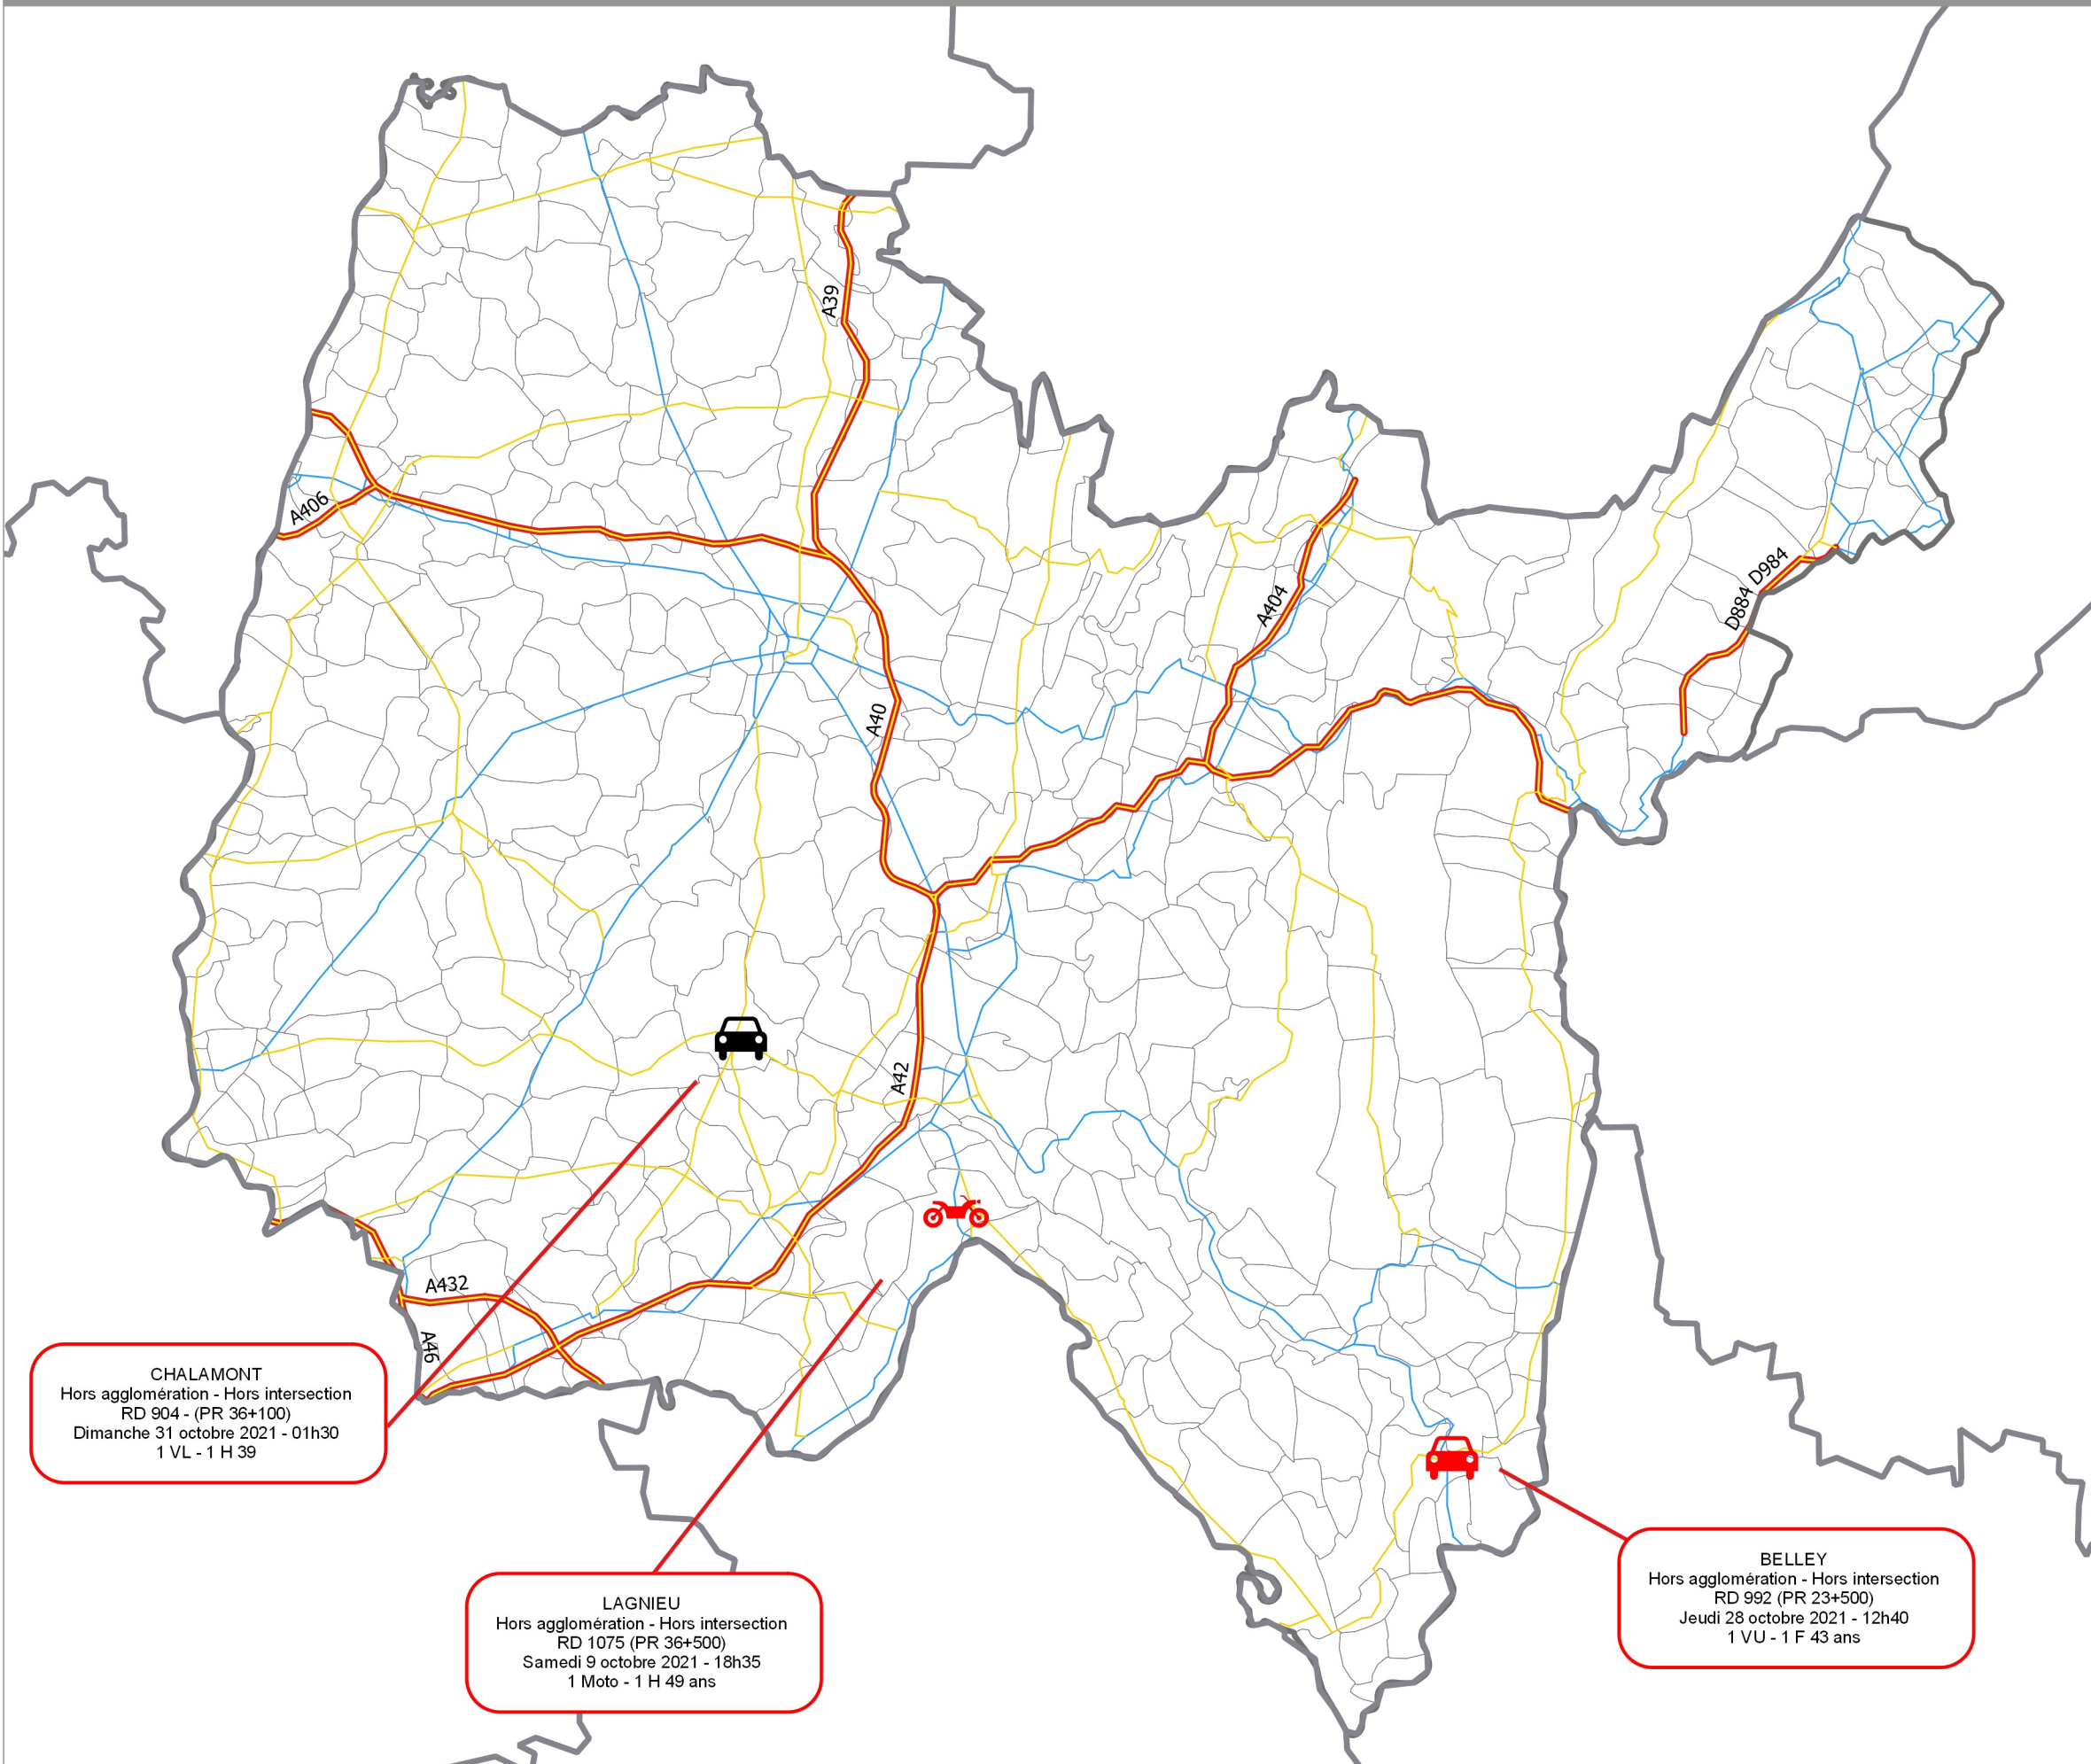 A39
A406
D984
D884
A404
A40
A42
A432
A46
CHALAMONT
Hors agglomération - Hors intersection
RD 904 - (PR 36+100)
Dimanche 31 octobre 2021 - 01h30
1 VL - 1 H 39
LAGNIEU
Hors agglomération - Hors intersection
RD 1075 (PR 36+500)
Samedi 9 octobre 2021 - 18h35
1 Moto - 1 H 49 ans
BELLEY
Hors agglomération - Hors intersection
RD 992 (PR 23+500)
Jeudi 28 octobre 2021 - 12h40
1 VU - 1 F 43 ans